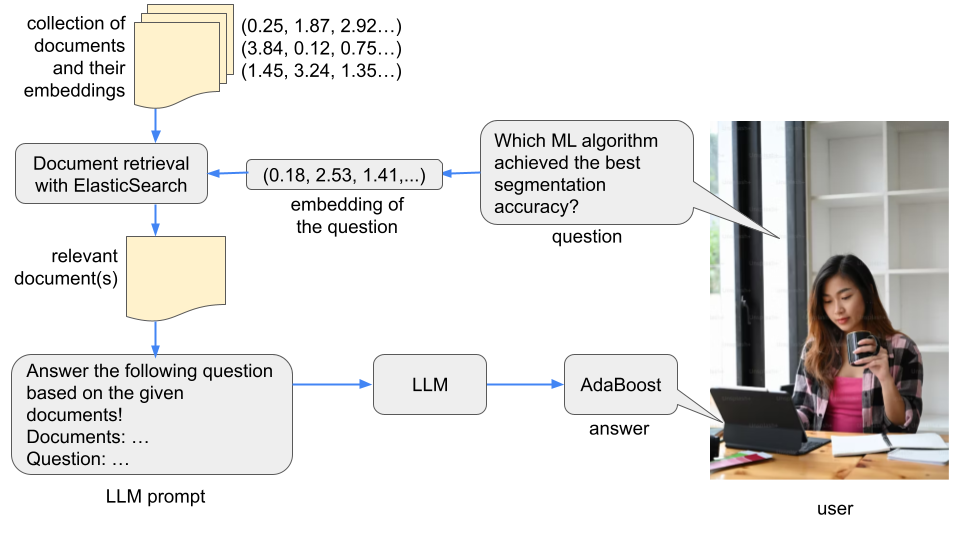 collection of
documents
and their
embeddings
(0.25, 1.87, 2.92…)
(3.84, 0.12, 0.75…)
(1.45, 3.24, 1.35…)
Document retrieval
with ElasticSearch
(0.18, 2.53, 1.41,...)
embedding of
the question
Which ML algorithm
achieved the best
segmentation
accuracy?
question
relevant
document(s)
Answer the following question
based on the given
documents!
Documents: …
Question: …
LLM prompt
LLM
AdaBoost
answer
user